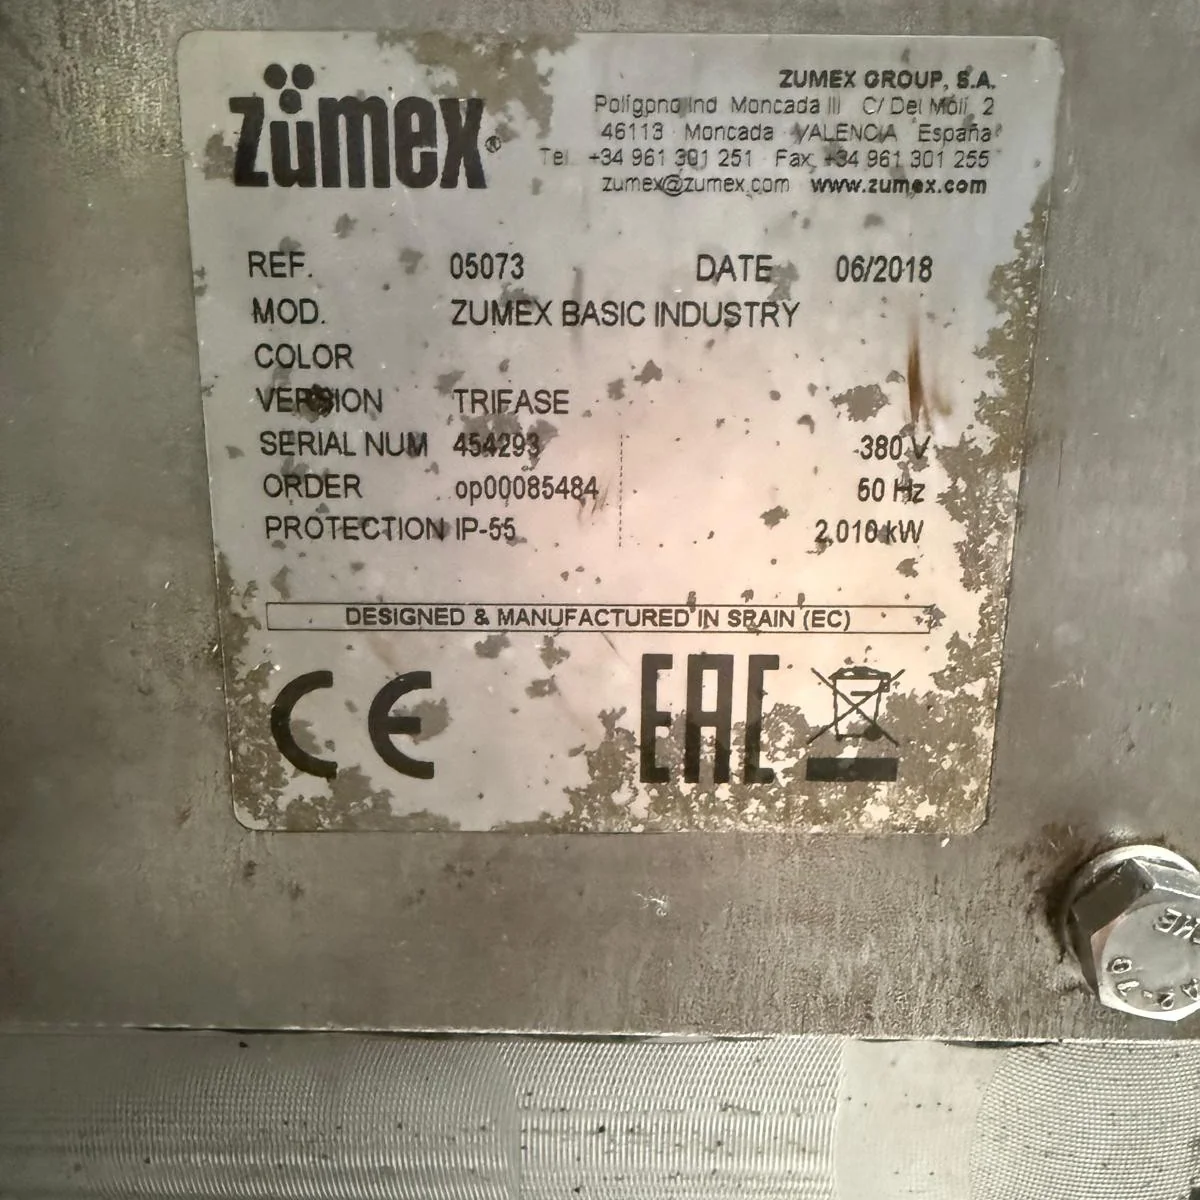 zümex®
ZUMEX GROUP, S.A.
Polígono Ind Moncada III C/ Del Molí, 2
46113 Moncada VALENCIA España
Tel. +34 961 301 251 Fax. +34 961 301 255
zumex@zumex.com www.zumex.com
REF. 05073 DATE 06/2018
MOD. ZUMEX BASIC INDUSTRY
COLOR
VERSION TRIFASE
SERIAL NUM 454293 380 V
ORDER op00085484 Hz
PROTECTION IP-55 kW
DESIGNED & MANUFACTURED IN SPAIN (EC)
CE EAC
A2-70